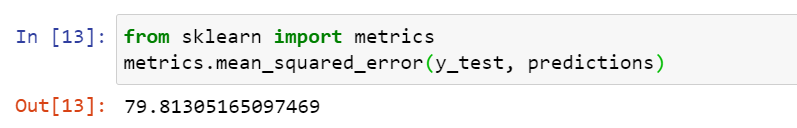 In [13]: from sklearn import metrics
metrics.mean_squared_error(y_test, predictions)
Out[13]: 79.81305165097469